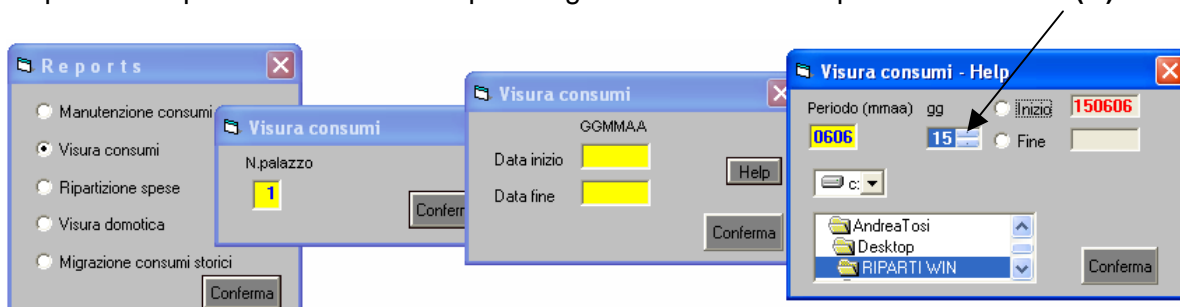 Reports
Manutenzione consumi
Visura consumi
Ripartizione spese
Visura domotica
Migrazione consumi storici
Conferma
Visura consumi
N.palazzo
1
Visura consumi
GGMMAA
Data inizio
Help
Data fine
Conferma
Visura consumi - Help
Periodo (mmaa) gg Inizio 150606
0606 15 Fine
c:
AndreaTosi
Desktop
RIPARTI WIN
Conferma